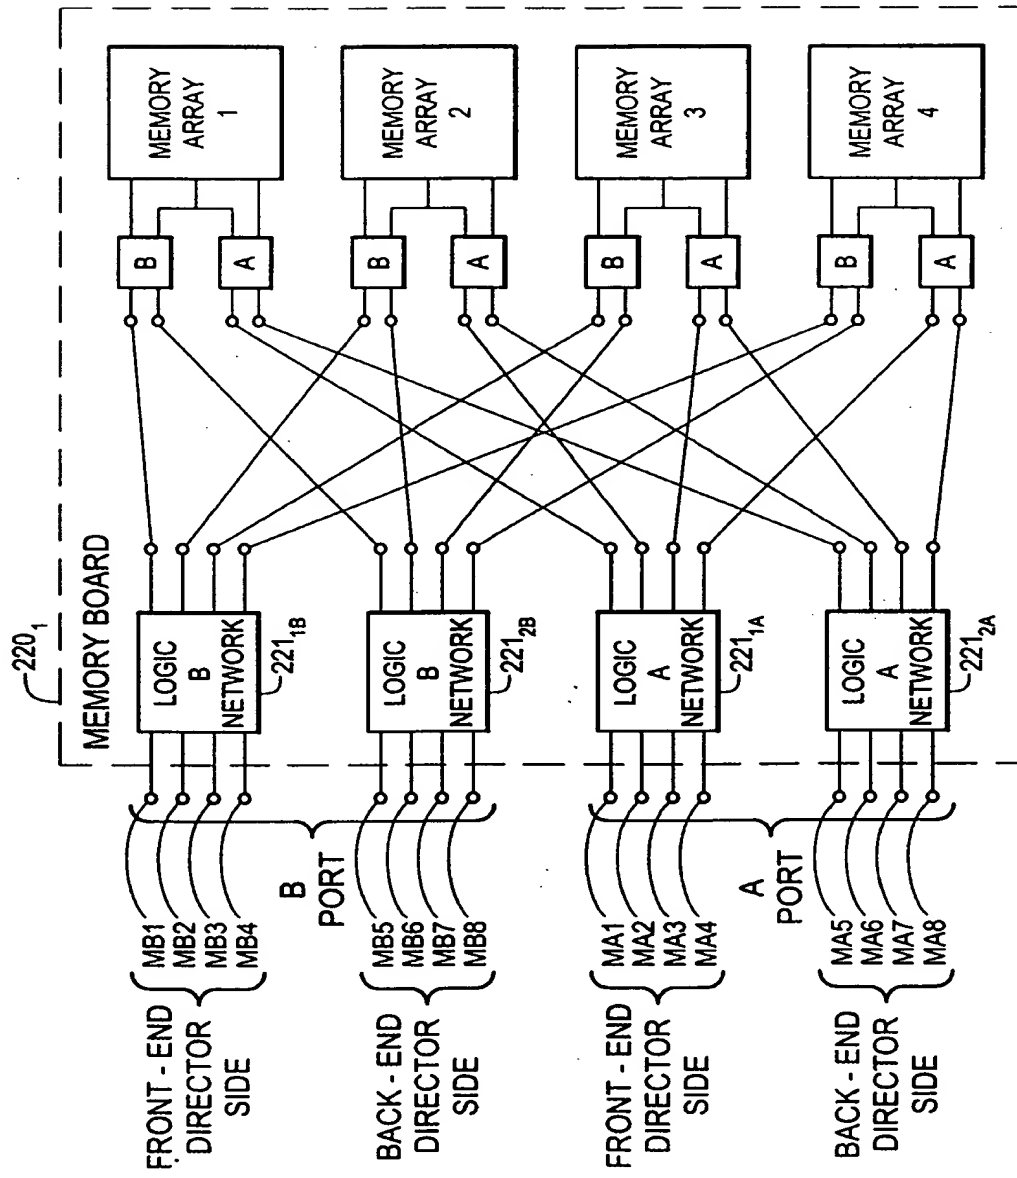 220₁
MEMORY BOARD
FRONT - END
DIRECTOR
SIDE
MB1
MB2
MB3
MB4
B
PORT
LOGIC
B
NETWORK
221₁B
B
A
MEMORY
ARRAY
1
BACK - END
DIRECTOR
SIDE
MB5
MB6
MB7
MB8
LOGIC
B
NETWORK
221₂B
B
A
MEMORY
ARRAY
2
FRONT - END
DIRECTOR
SIDE
MA1
MA2
MA3
MA4
A
PORT
LOGIC
A
NETWORK
221₁A
B
A
MEMORY
ARRAY
3
BACK - END
DIRECTOR
SIDE
MA5
MA6
MA7
MA8
LOGIC
A
NETWORK
221₂A
B
A
MEMORY
ARRAY
4